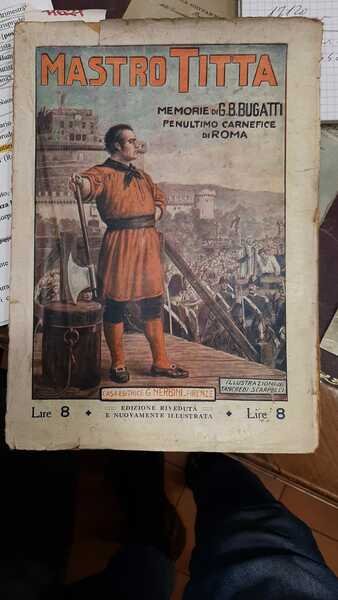 MASTRO TITTA
MEMORIE DI G.B. BUGATTI
PENULTIMO CARNEFICE
DI ROMA
ILLUSTRAZIONI DI
TANCREDI SCARPELLI
CASA EDITRICE G. NERBINI - FIRENZE
Lire 8
EDIZIONE RIVEDUTA
E NUOVAMENTE ILLUSTRATA
Lire 8